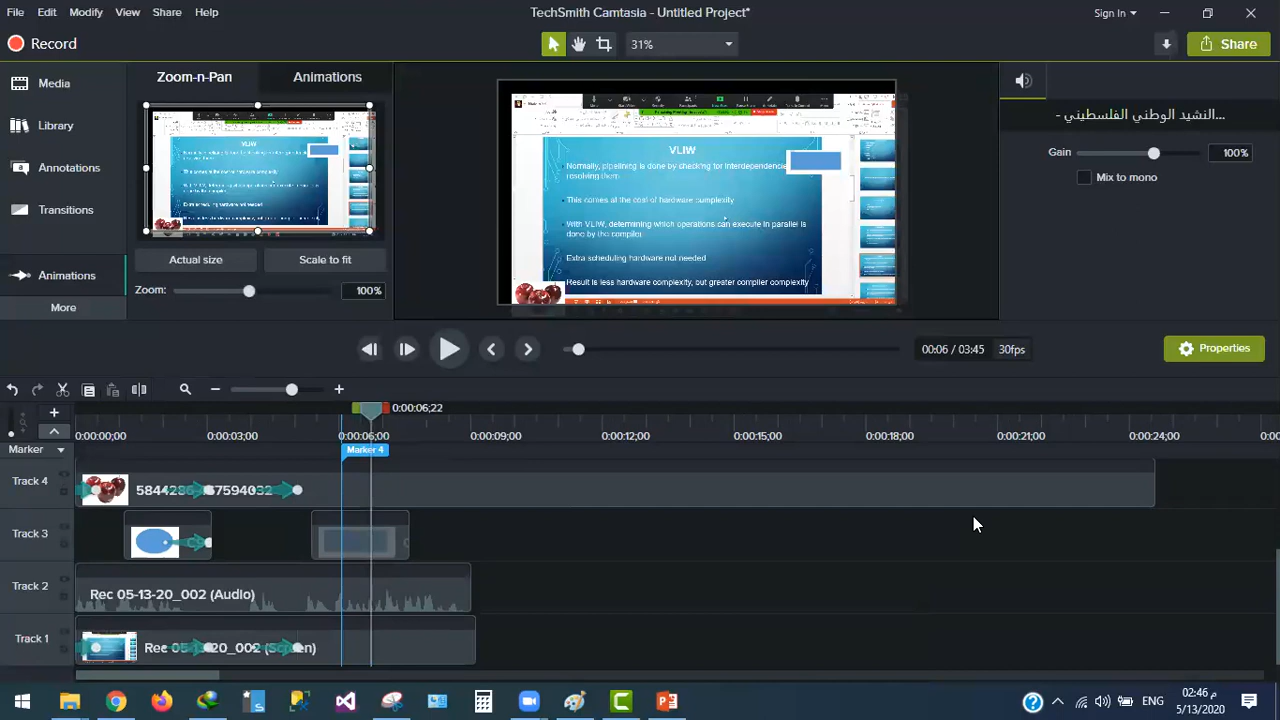 File Edit Modify View Share Help
TechSmith Camtasia - Untitled Project*
Sign In
Record
31%
Share
Media
Library
Annotations
Transitions
Animations
More
Zoom-n-Pan Animations
VLIW
Actual size Scale to fit
Zoom: 100%
VLIW
Normally, pipelining is done by checking for
resolving them
This comes at the cost of hardware complexity
With VLIW, determining which operations can execute in parallel is
done by the compiler
Extra scheduling hardware not needed
Result is less hardware complexity, but greater complier complexity
النشيد الوطني الفلسطيني - ...
Gain 100%
Mix to mono
00:06 / 03:45 30fps
Properties
0:00:06;22
0:00:00;00 0:00:03;00 0:00:06;00 0:00:09;00 0:00:12;00 0:00:15;00 0:00:18;00 0:00:21;00 0:00:24;00
Marker
Marker 4
Track 4
Track 3
Track 2
Rec 05-13-20_002 (Audio)
Track 1
ENG
02:46 م
5/13/2020